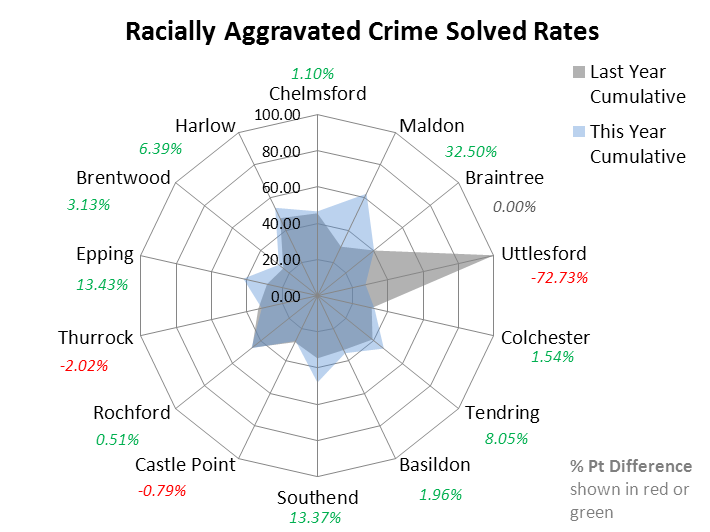 Racially Aggravated Crime Solved Rates
1.10%
Chelmsford
Last Year
Cumulative
This Year
Cumulative
100.00
80.00
60.00
40.00
20.00
0.00
Maldon
32.50%
Braintree
0.00%
Uttlesford
-72.73%
Colchester
1.54%
Tendring
8.05%
Basildon
1.96%
Southend
13.37%
Castle Point
-0.79%
Rochford
0.51%
Thurrock
-2.02%
Epping
13.43%
Brentwood
3.13%
Harlow
6.39%
% Pt Difference
shown in red or
green